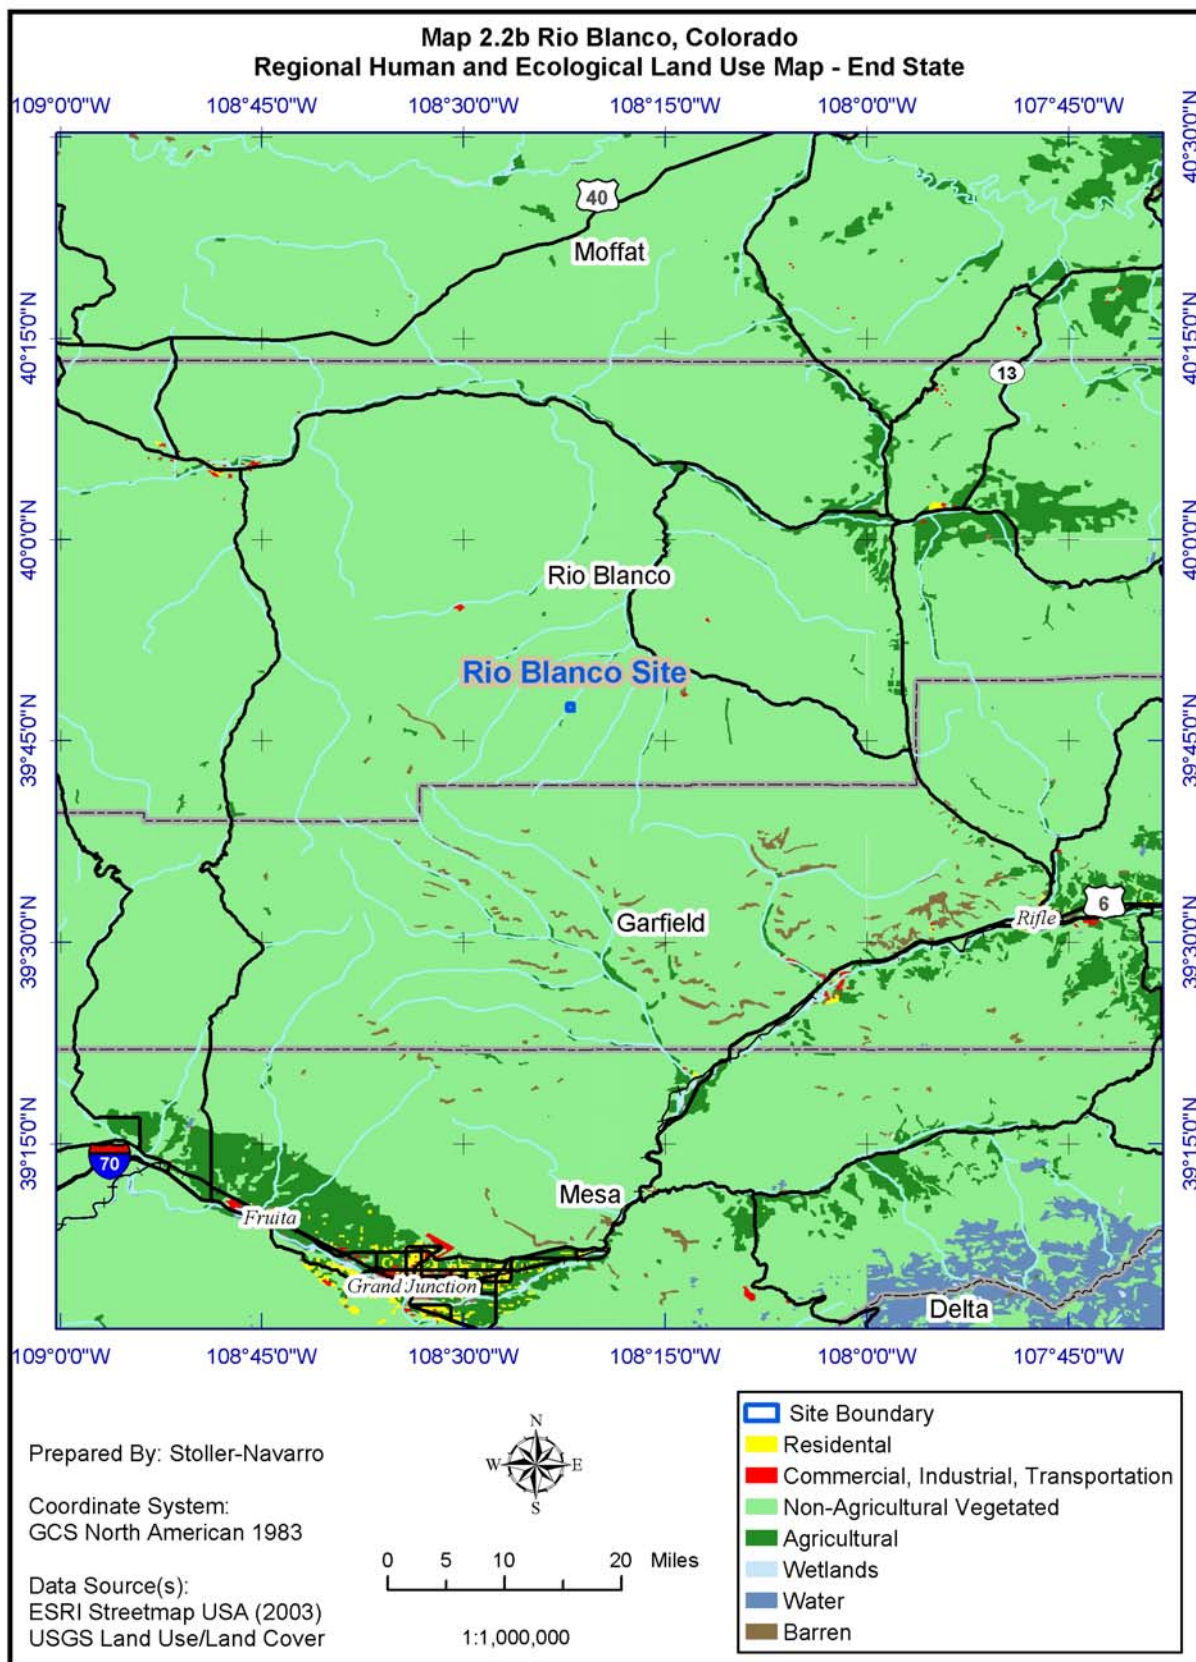 Map 2.2b Rio Blanco, Colorado
Regional Human and Ecological Land Use Map - End State
109°0'0"W 108°45'0"W 108°30'0"W 108°15'0"W 108°0'0"W 107°45'0"W
40°30'0"N
40°30'0"N
40
Moffat
40°15'0"N
40°15'0"N
13
40°0'0"N
40°0'0"N
Rio Blanco
Rio Blanco Site
39°45'0"N
39°45'0"N
6
Rifle
Garfield
39°30'0"N
39°30'0"N
39°15'0"N
39°15'0"N
70
Mesa
Fruita
Grand Junction
Delta
109°0'0"W 108°45'0"W 108°30'0"W 108°15'0"W 108°0'0"W 107°45'0"W
Prepared By: Stoller-Navarro
Coordinate System:
GCS North American 1983
Data Source(s):
ESRI Streetmap USA (2003)
USGS Land Use/Land Cover
N
W E
S
0 5 10 20 Miles
1:1,000,000
Site Boundary
Residental
Commercial, Industrial, Transportation
Non-Agricultural Vegetated
Agricultural
Wetlands
Water
Barren